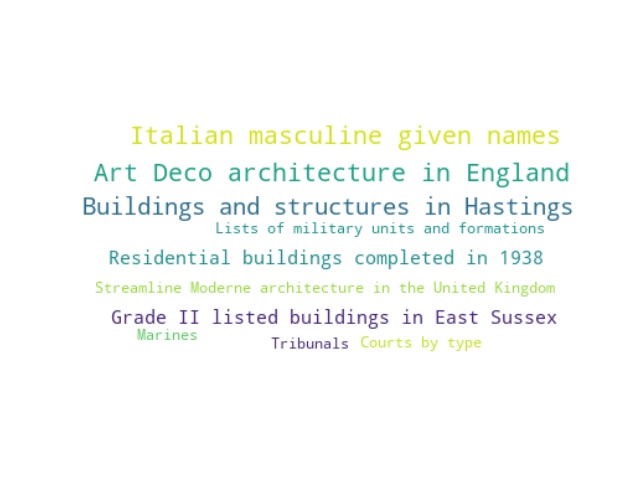 Italian masculine given names
Art Deco architecture in England
Buildings and structures in Hastings
Lists of military units and formations
Residential buildings completed in 1938
Streamline Moderne architecture in the United Kingdom
Grade II listed buildings in East Sussex
Marines
Tribunals Courts by type